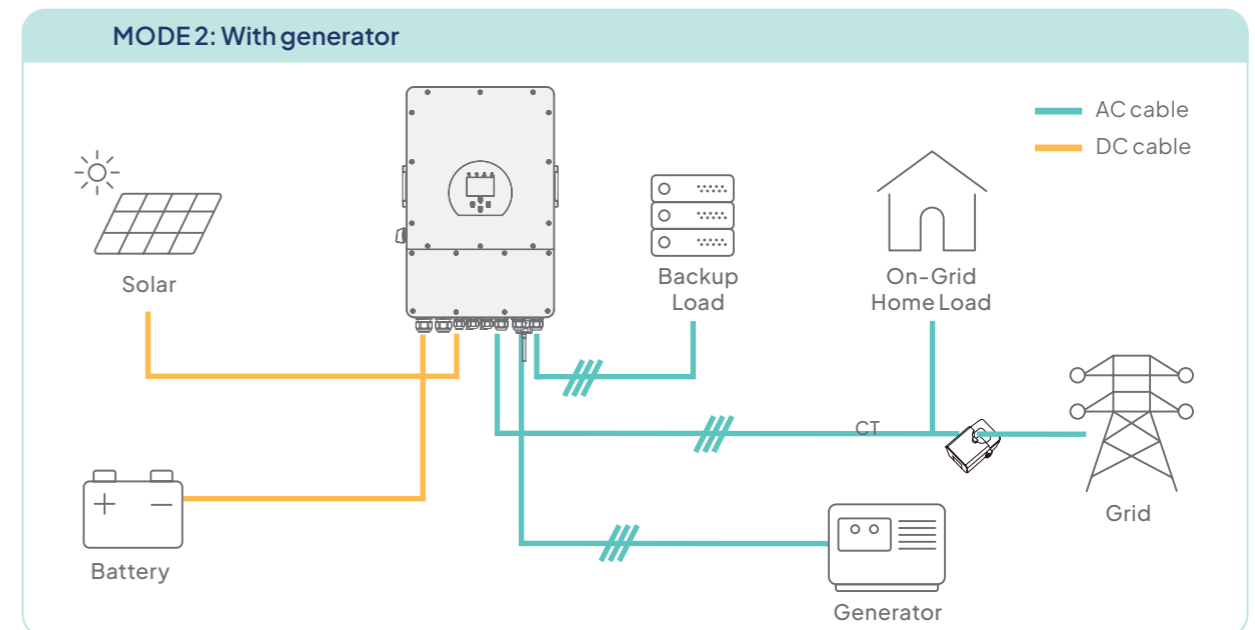 MODE 2: With generator
AC cable
DC cable
Solar
Backup
Load
On-Grid
Home Load
CT
Grid
Battery
Generator